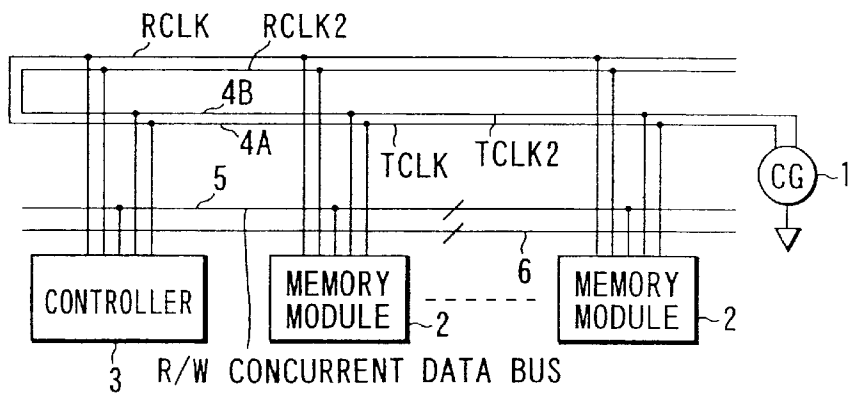 RCLK RCLK2
4B
4A
TCLK TCLK2
CG 1
5
6
CONTROLLER
MEMORY MODULE
MEMORY MODULE
2
2
3
R/W CONCURRENT DATA BUS